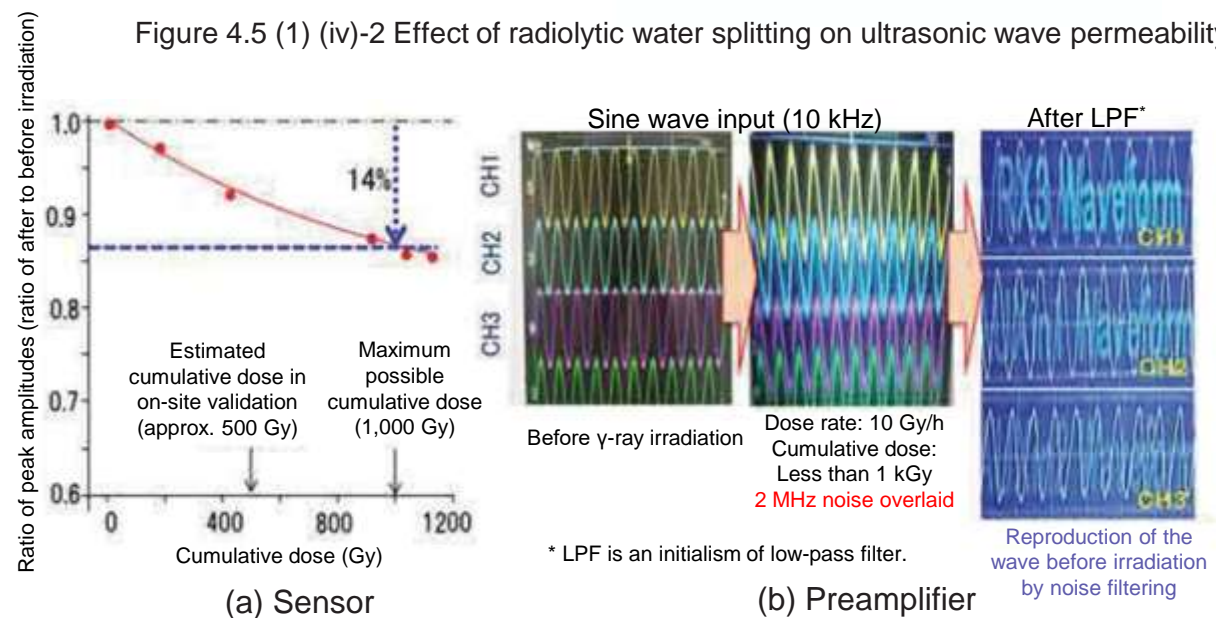 Figure 4.5 (1) (iv)-2 Effect of radiolytic water splitting on ultrasonic wave permeability
Ratio of peak amplitudes (ratio of after to before irradiation)
1.0
0.9
0.8
0.7
0.6
14%
Estimated
cumulative dose in
on-site validation
(approx. 500 Gy)
Maximum
possible
cumulative dose
(1,000 Gy)
0
400
800
1200
Cumulative dose (Gy)
(a) Sensor
Sine wave input (10 kHz)
After LPF*
CH1
CH2
CH3
RX3 Waveform
CH1
Waveform
CH2
Waveform
CH3
Before γ-ray irradiation
Dose rate: 10 Gy/h
Cumulative dose:
Less than 1 kGy
2 MHz noise overlaid
Reproduction of the
wave before irradiation
by noise filtering
* LPF is an initialism of low-pass filter.
(b) Preamplifier